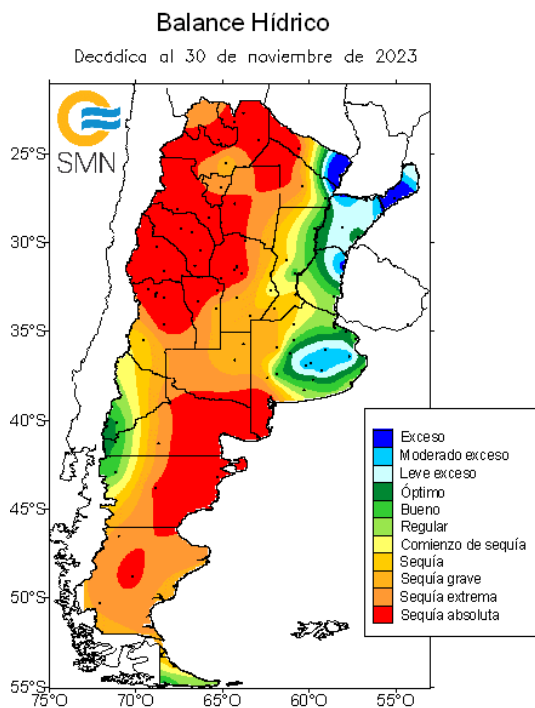 Balance Hídrico
Decádica al 30 de noviembre de 2023
SMN
25°S
30°S
35°S
40°S
45°S
50°S
55°S
75°O
70°O
65°O
60°O
55°O
Exceso
Moderado exceso
Leve exceso
Óptimo
Bueno
Regular
Comienzo de sequía
Sequía
Sequía grave
Sequía extrema
Sequía absoluta